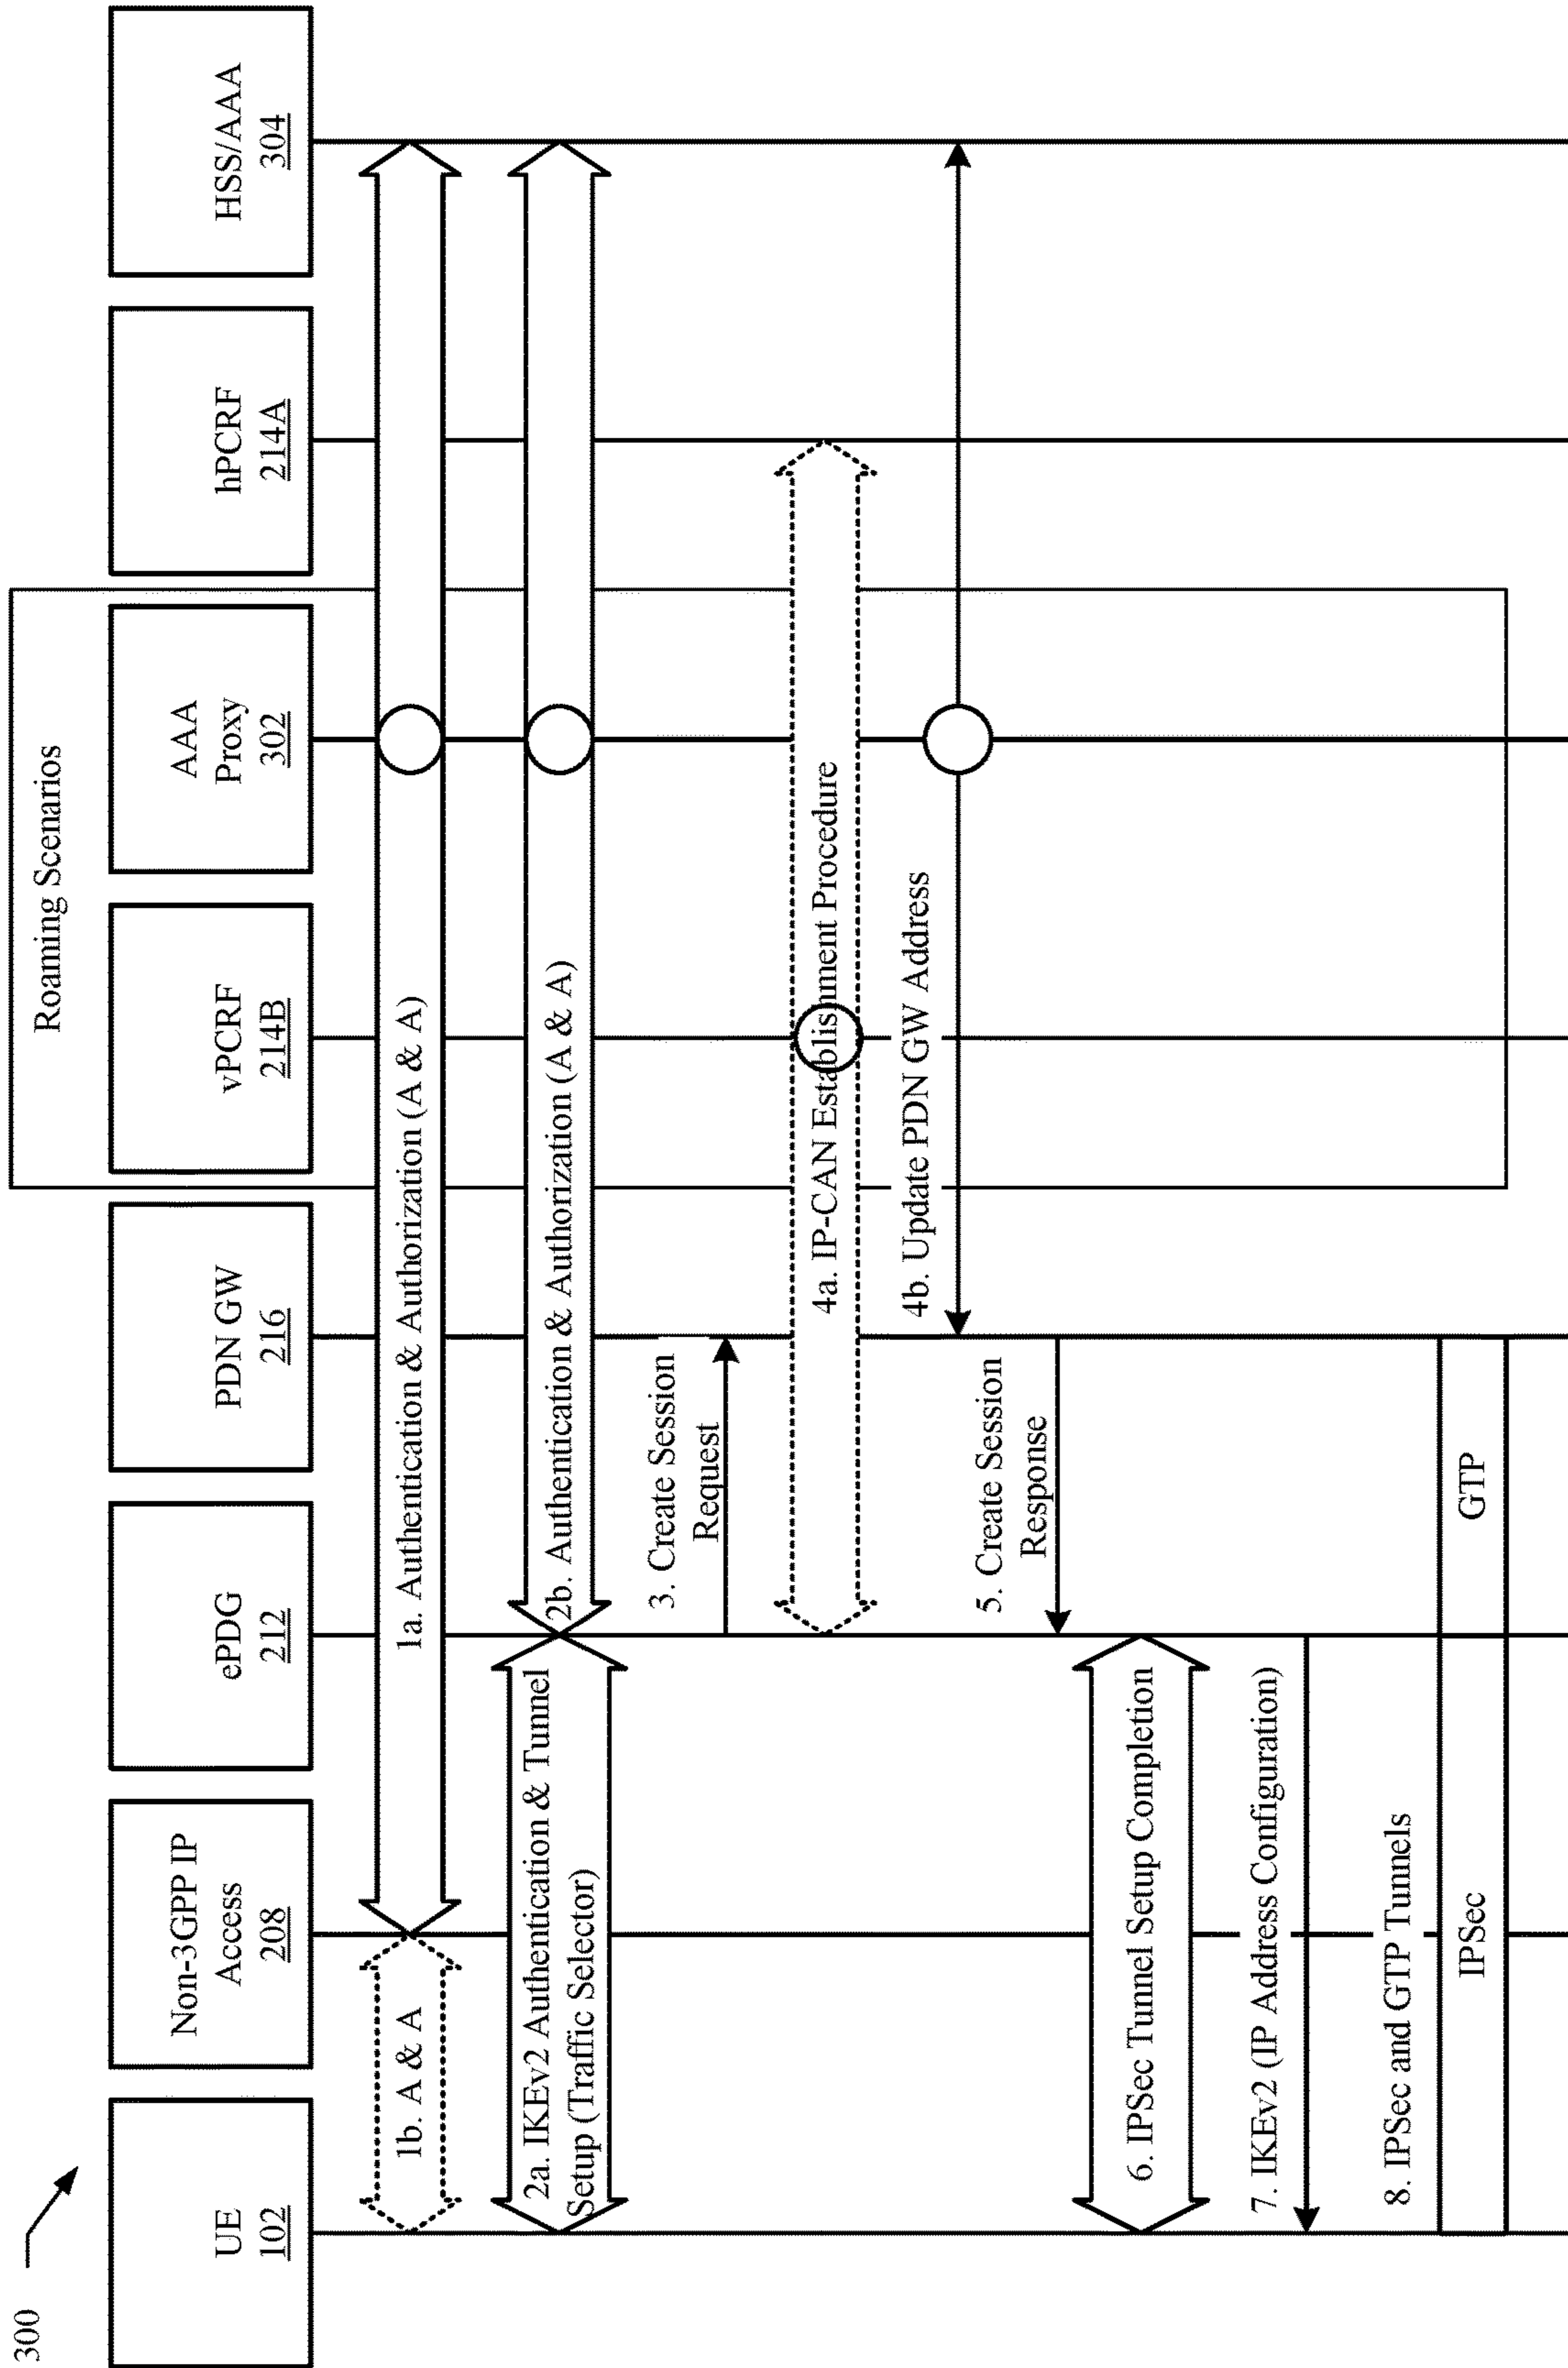 300
Roaming Scenarios
UE
102
Non-3GPP IP
Access
208
ePDG
212
PDN GW
216
vPCRF
214B
AAA
Proxy
302
hPCRF
214A
HSS/AAA
304
1b. A & A
1a. Authentication & Authorization (A & A)
2a. IKEv2 Authentication & Tunnel
Setup (Traffic Selector)
2b. Authentication & Authorization (A & A)
3. Create Session
Request
4a. IP-CAN Establishment Procedure
4b. Update PDN GW Address
5. Create Session
Response
6. IPSec Tunnel Setup Completion
7. IKEv2 (IP Address Configuration)
8. IPSec and GTP Tunnels
IPSec
GTP